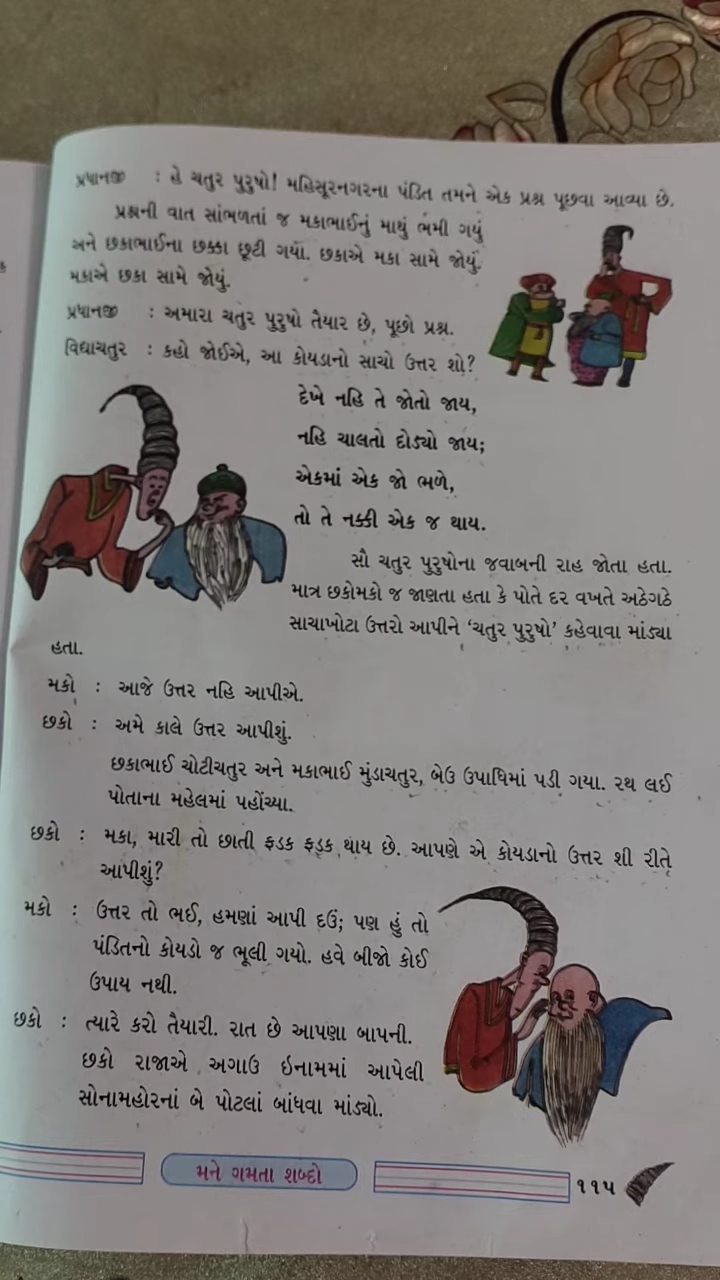 પ્રધાનજી : હે ચતુર પુરુષો! મહિસૂરનગરના પંડિત તમને એક પ્રશ્ન પૂછવા આવ્યા છે.
પ્રશ્નની વાત સાંભળતાં જ મકાભાઈનું માથું ભમી ગયું
અને છકાભાઈના છક્કા છૂટી ગયા. છકાએ મકા સામે જોયું.
મકાએ છકા સામે જોયું.
પ્રધાનજી : અમારા ચતુર પુરુષો તૈયાર છે, પૂછો પ્રશ્ન.
વિદ્યાચતુર : કહો જોઈએ, આ કોયડાનો સાચો ઉત્તર શો?
દેખે નહિ તે જોતો જાય,
નહિ ચાલતો દોડ્યો જાય;
એકમાં એક જો ભળે,
તો તે નક્કી એક જ થાય.
સૌ ચતુર પુરુષોના જવાબની રાહ જોતા હતા.
માત્ર છકોમકો જ જાણતા હતા કે પોતે દર વખતે અઠેગઠે
સાચાખોટા ઉત્તરો આપીને ‘ચતુર પુરુષો’ કહેવાવા માંડ્યા
હતા.
મકો : આજે ઉત્તર નહિ આપીએ.
છકો : અમે કાલે ઉત્તર આપીશું.
છકાભાઈ ચોટીચતુર અને મકાભાઈ મુંડાચતુર, બેઉ ઉપાધિમાં પડી ગયા. રથ લઈ
પોતાના મહેલમાં પહોંચ્યા.
છકો : મકા, મારી તો છાતી ફડક ફડક થાય છે. આપણે એ કોયડાનો ઉત્તર શી રીતે
આપીશું?
મકો : ઉત્તર તો ભઈ, હમણાં આપી દઉં; પણ હું તો
પંડિતનો કોયડો જ ભૂલી ગયો. હવે બીજો કોઈ
ઉપાય નથી.
છકો : ત્યારે કરો તૈયારી. રાત છે આપણા બાપની.
છકો રાજાએ અગાઉ ઇનામમાં આપેલી
સોનામહોરનાં બે પોટલાં બાંધવા માંડ્યો.
મને ગમતા શબ્દો
૧૧૫